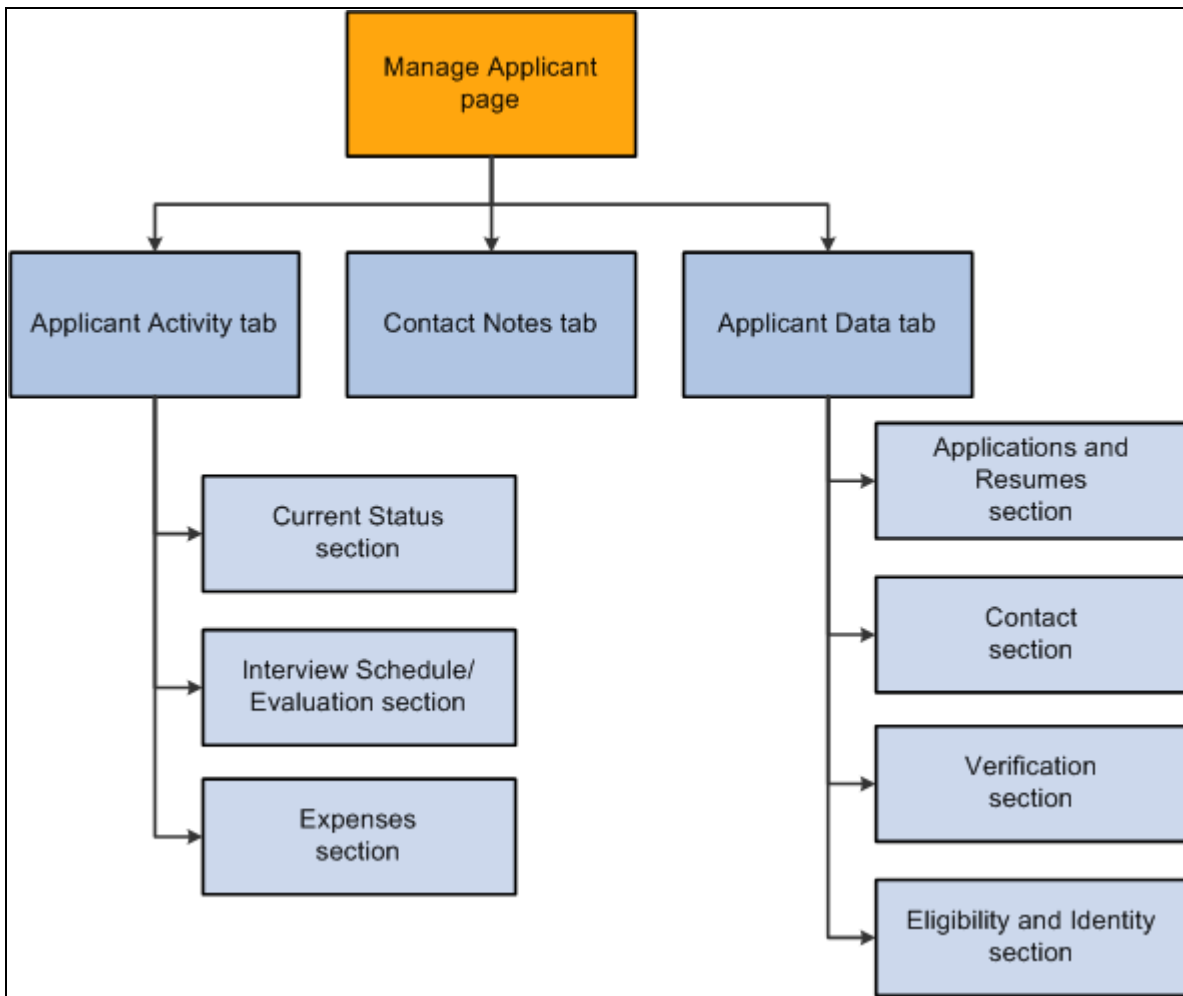 Manage Applicant
page
Applicant Activity tab
Contact Notes tab
Applicant Data tab
Current Status
section
Interview Schedule/
Evaluation section
Expenses
section
Applications and
Resumes
section
Contact
section
Verification
section
Eligibility and Identity
section